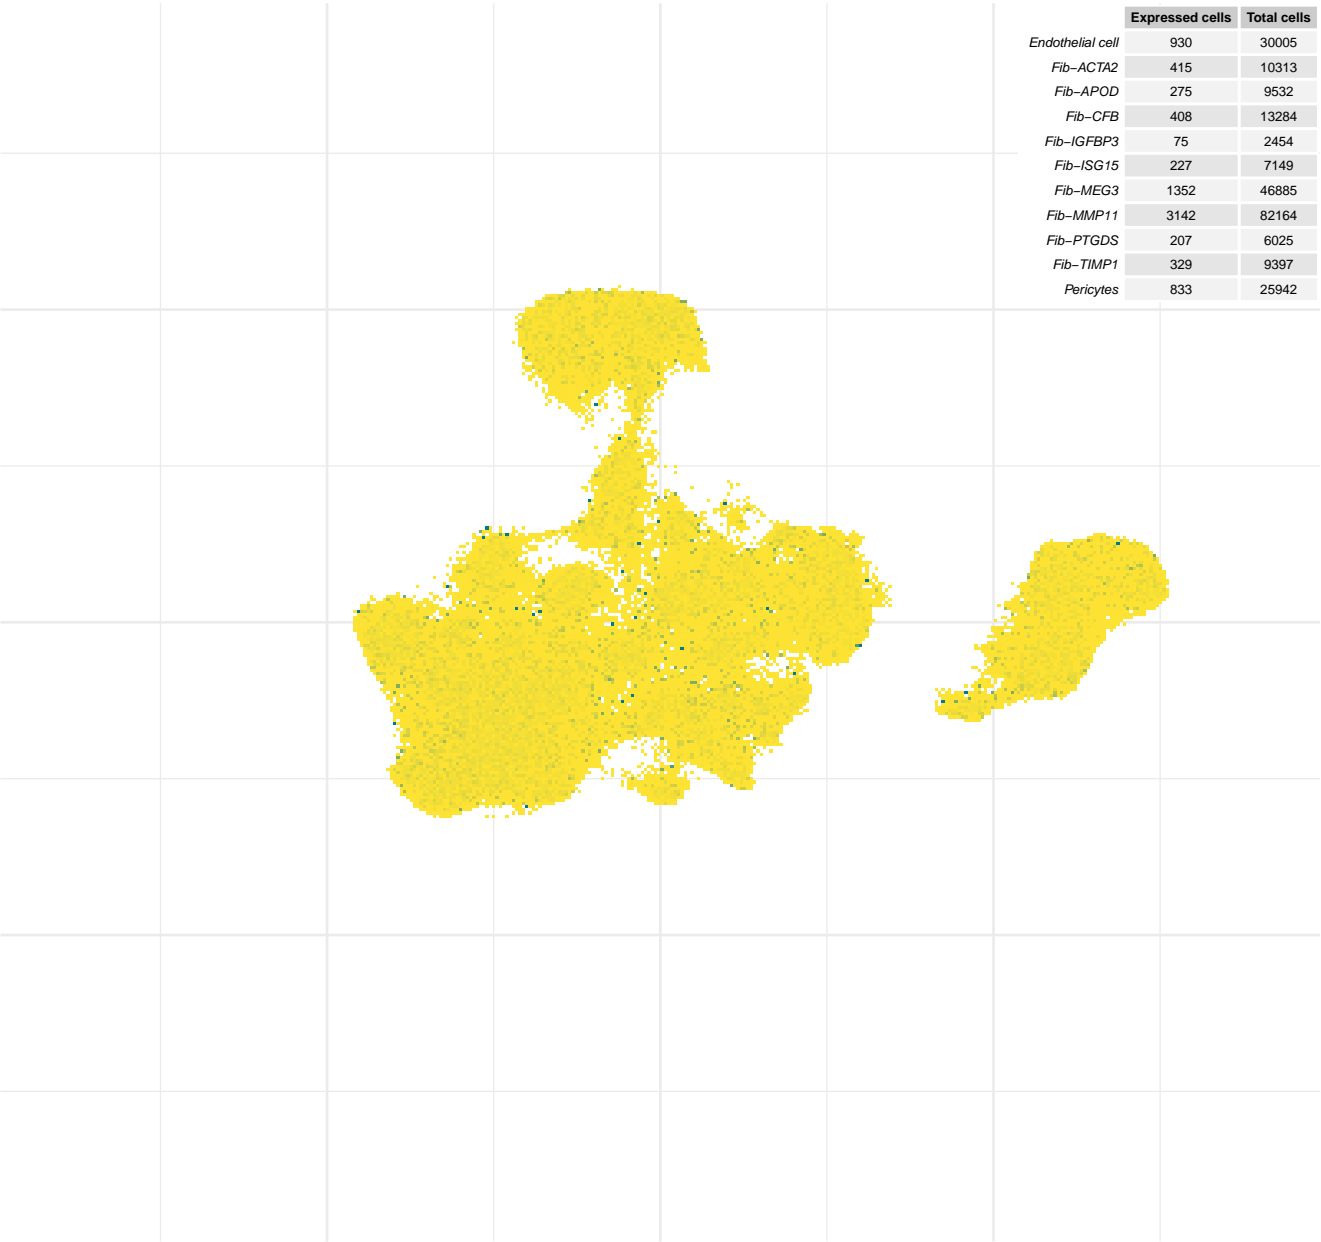 Expressed cells Total cells
Endothelial cell 930 30005
Fib−ACTA2 415 10313
Fib−APOD 275 9532
Fib−CFB 408 13284
Fib−IGFBP3 75 2454
Fib−ISG15 227 7149
Fib−MEG3 1352 46885
Fib−MMP11 3142 82164
Fib−PTGDS 207 6025
Fib−TIMP1 329 9397
Pericytes 833 25942